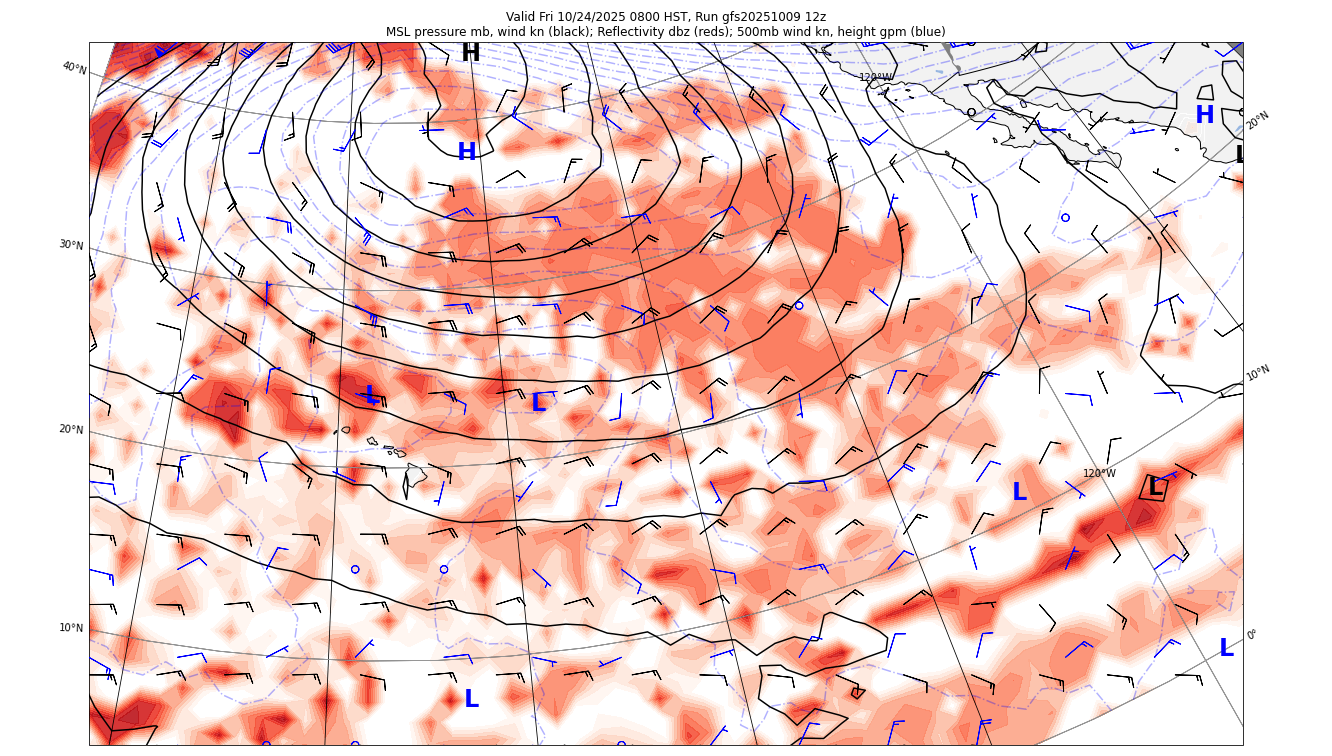 Valid Fri 10/24/2025 0800 HST, Run gfs20251009 12z
MSL pressure mb, wind kn (black); Reflectivity dbz (reds); 500mb wind kn, height gpm (blue)
H
40°N
120°W
H
20°N
H
L
30°N
10°N
L
L
20°N
120°W
L
L
10°N
0°
L
L